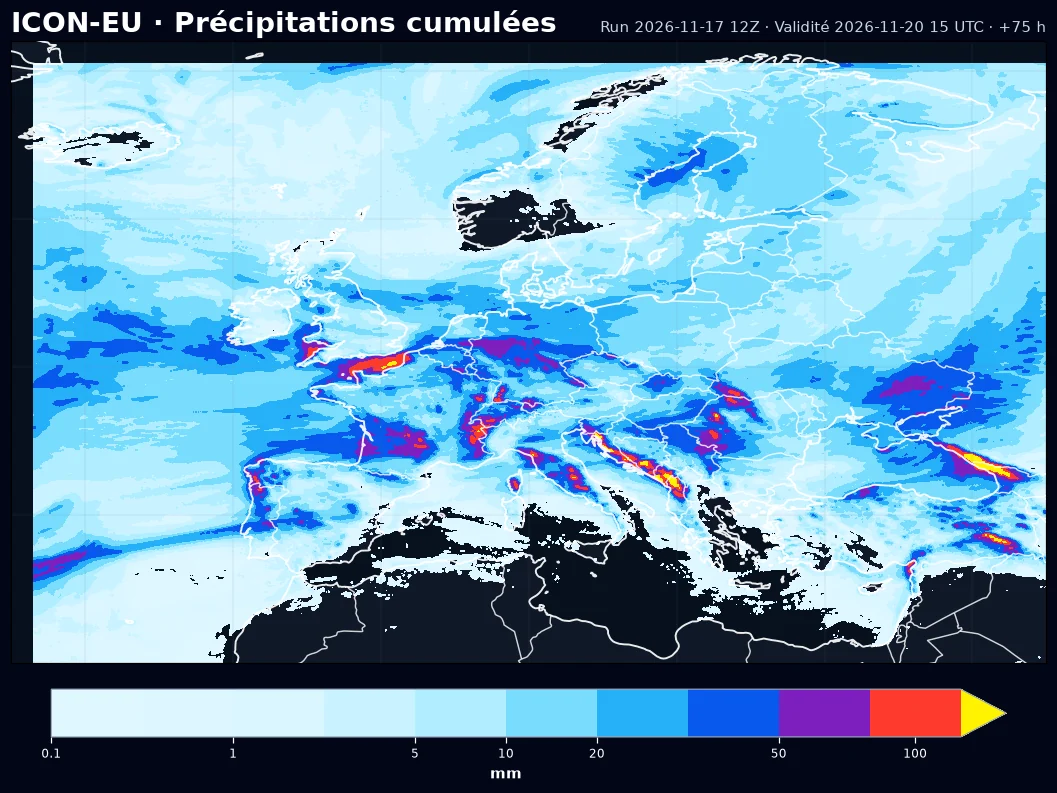 ICON-EU · Précipitations cumulées
Run 2026-11-17 12Z · Validité 2026-11-20 15 UTC · +75 h
0.1 1 5 10 20 50 100
mm